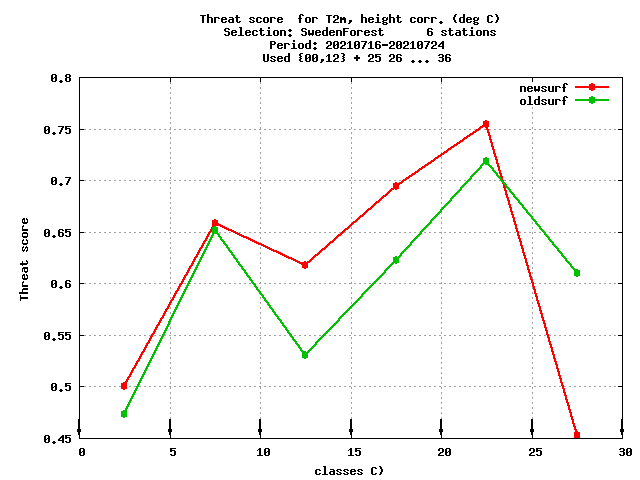 Threat score  for T2m, height corr. (deg C)
Selection: SwedenForest      6 stations
Period: 20210716-20210724
Used {00,12} + 25 26 ... 36
newsurf
oldsurf
0.8
0.75
0.7
0.65
0.6
0.55
0.5
0.45
Threat score
0 5 10 15 20 25 30
classes C)